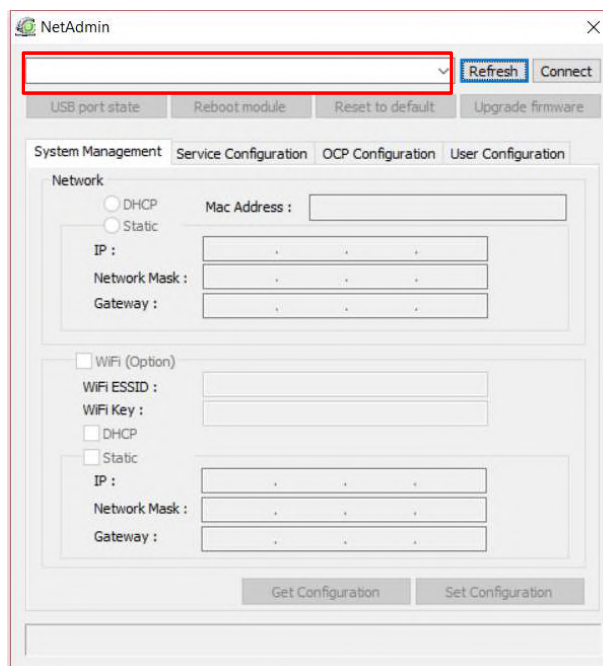 NetAdmin
Refresh Connect
USB port state Reboot module Reset to default Upgrade firmware
System Management Service Configuration OCP Configuration User Configuration
Network
DHCP Mac Address :
Static
IP : . . .
Network Mask : . . .
Gateway : . . .
WiFi (Option)
WiFi ESSID :
WiFi Key :
DHCP
Static
IP : . . .
Network Mask : . . .
Gateway : . . .
Get Configuration Set Configuration